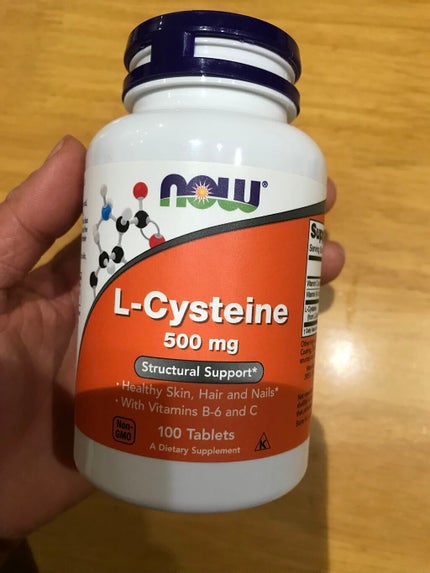 NOW®
L-Cysteine
500 mg
Structural Support*
• Healthy Skin, Hair and Nails*
• With Vitamins B-6 and C
Non-
GMO
100 Tablets
A Dietary Supplement
K